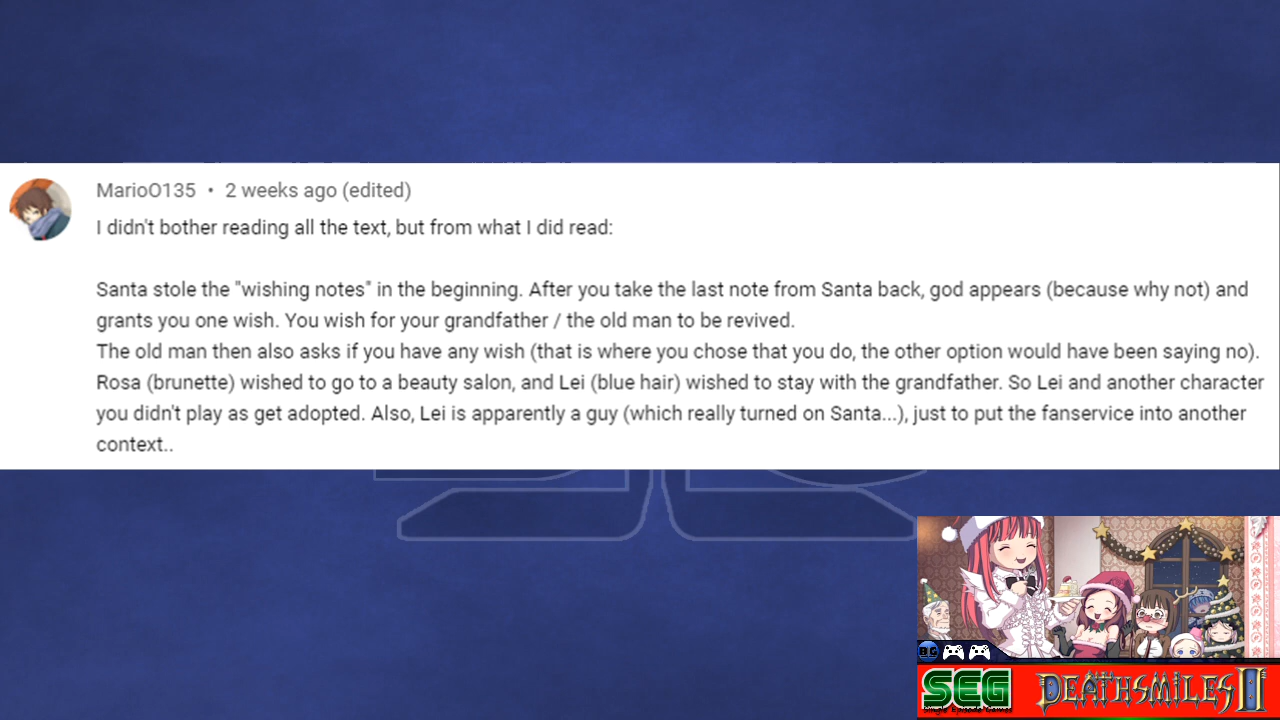 MarioO135 • 2 weeks ago (edited)
I didn't bother reading all the text, but from what I did read:
Santa stole the "wishing notes" in the beginning. After you take the last note from Santa back, god appears (because why not) and
grants you one wish. You wish for your grandfather / the old man to be revived.
The old man then also asks if you have any wish (that is where you chose that you do, the other option would have been saying no).
Rosa (brunette) wished to go to a beauty salon, and Lei (blue hair) wished to stay with the grandfather. So Lei and another character
you didn't play as get adopted. Also, Lei is apparently a guy (which really turned on Santa...), just to put the fanservice into another
context..
BG
SEG DEATHSMILES II
Single Episode Games